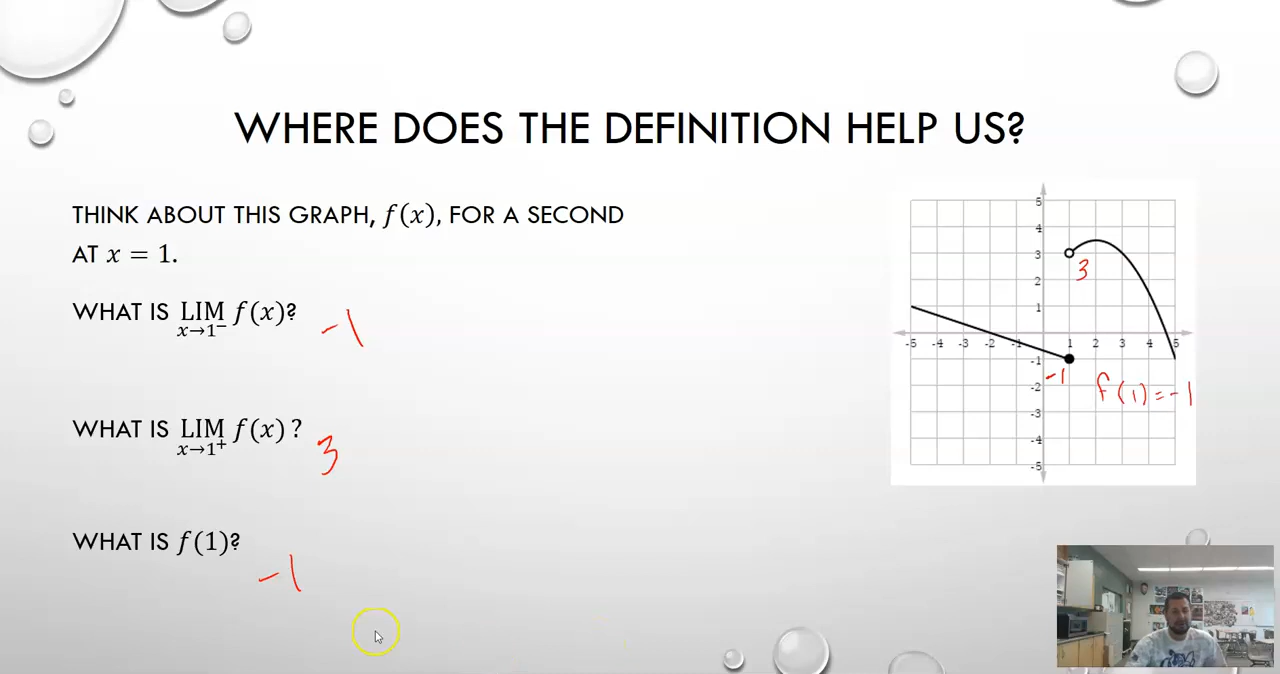 WHERE DOES THE DEFINITION HELP US?
THINK ABOUT THIS GRAPH, f(x), FOR A SECOND
AT x = 1.
WHAT IS LIM x→1⁻ f(x)? -1
WHAT IS LIM x→1⁺ f(x) ? 3
WHAT IS f(1)?
-1
5
4
3
3
2
1
-5 -4 -3 -2 -1 1 2 3 4 5
-1
-1
-2 f(1)=-1
-3
-4
-5